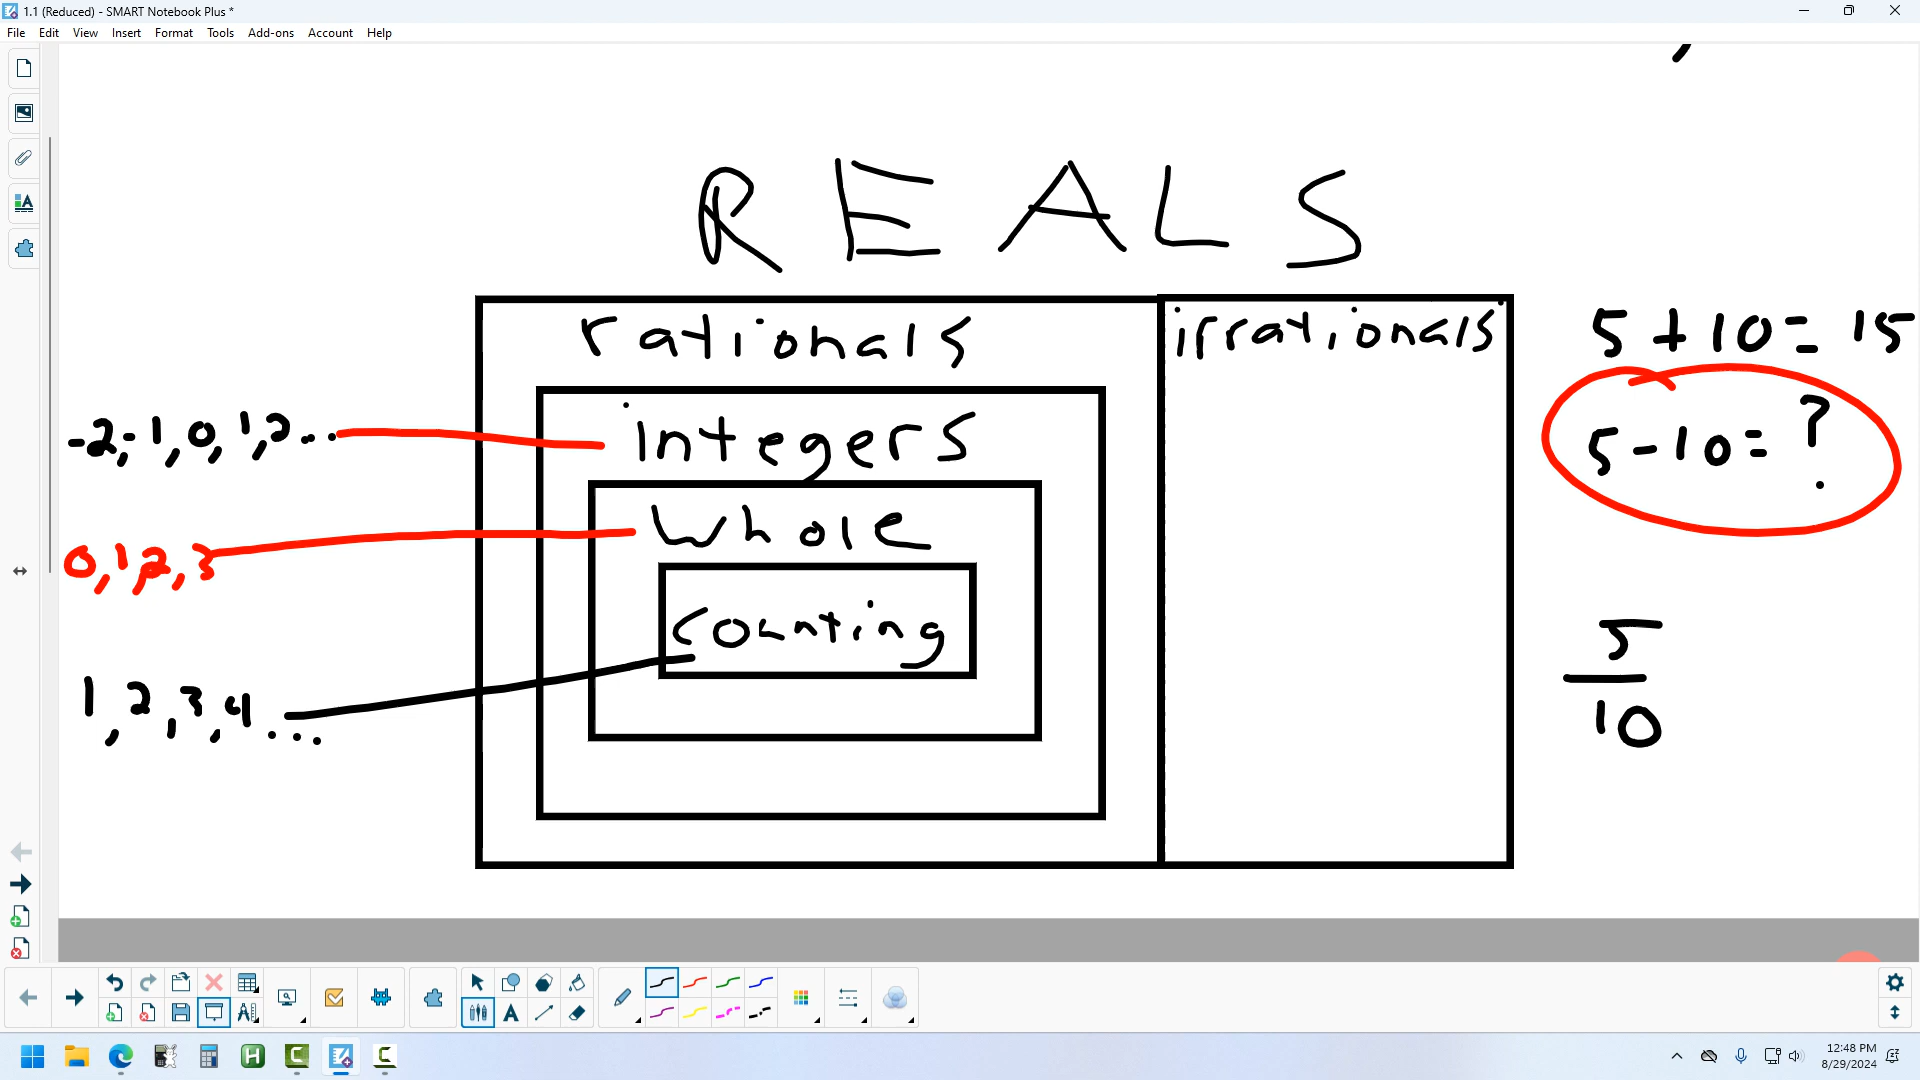 1.1 (Reduced) - SMART Notebook Plus *
File Edit View Insert Format Tools Add-ons Account Help
REALS
rationals
irrationals
5 + 10 = 15
-2, -1, 0, 1, 2...
integers
5 - 10 = ?
whole
0, 1, 2, 3
counting
5
10
1, 2, 3, 4...
12:48 PM
8/29/2024